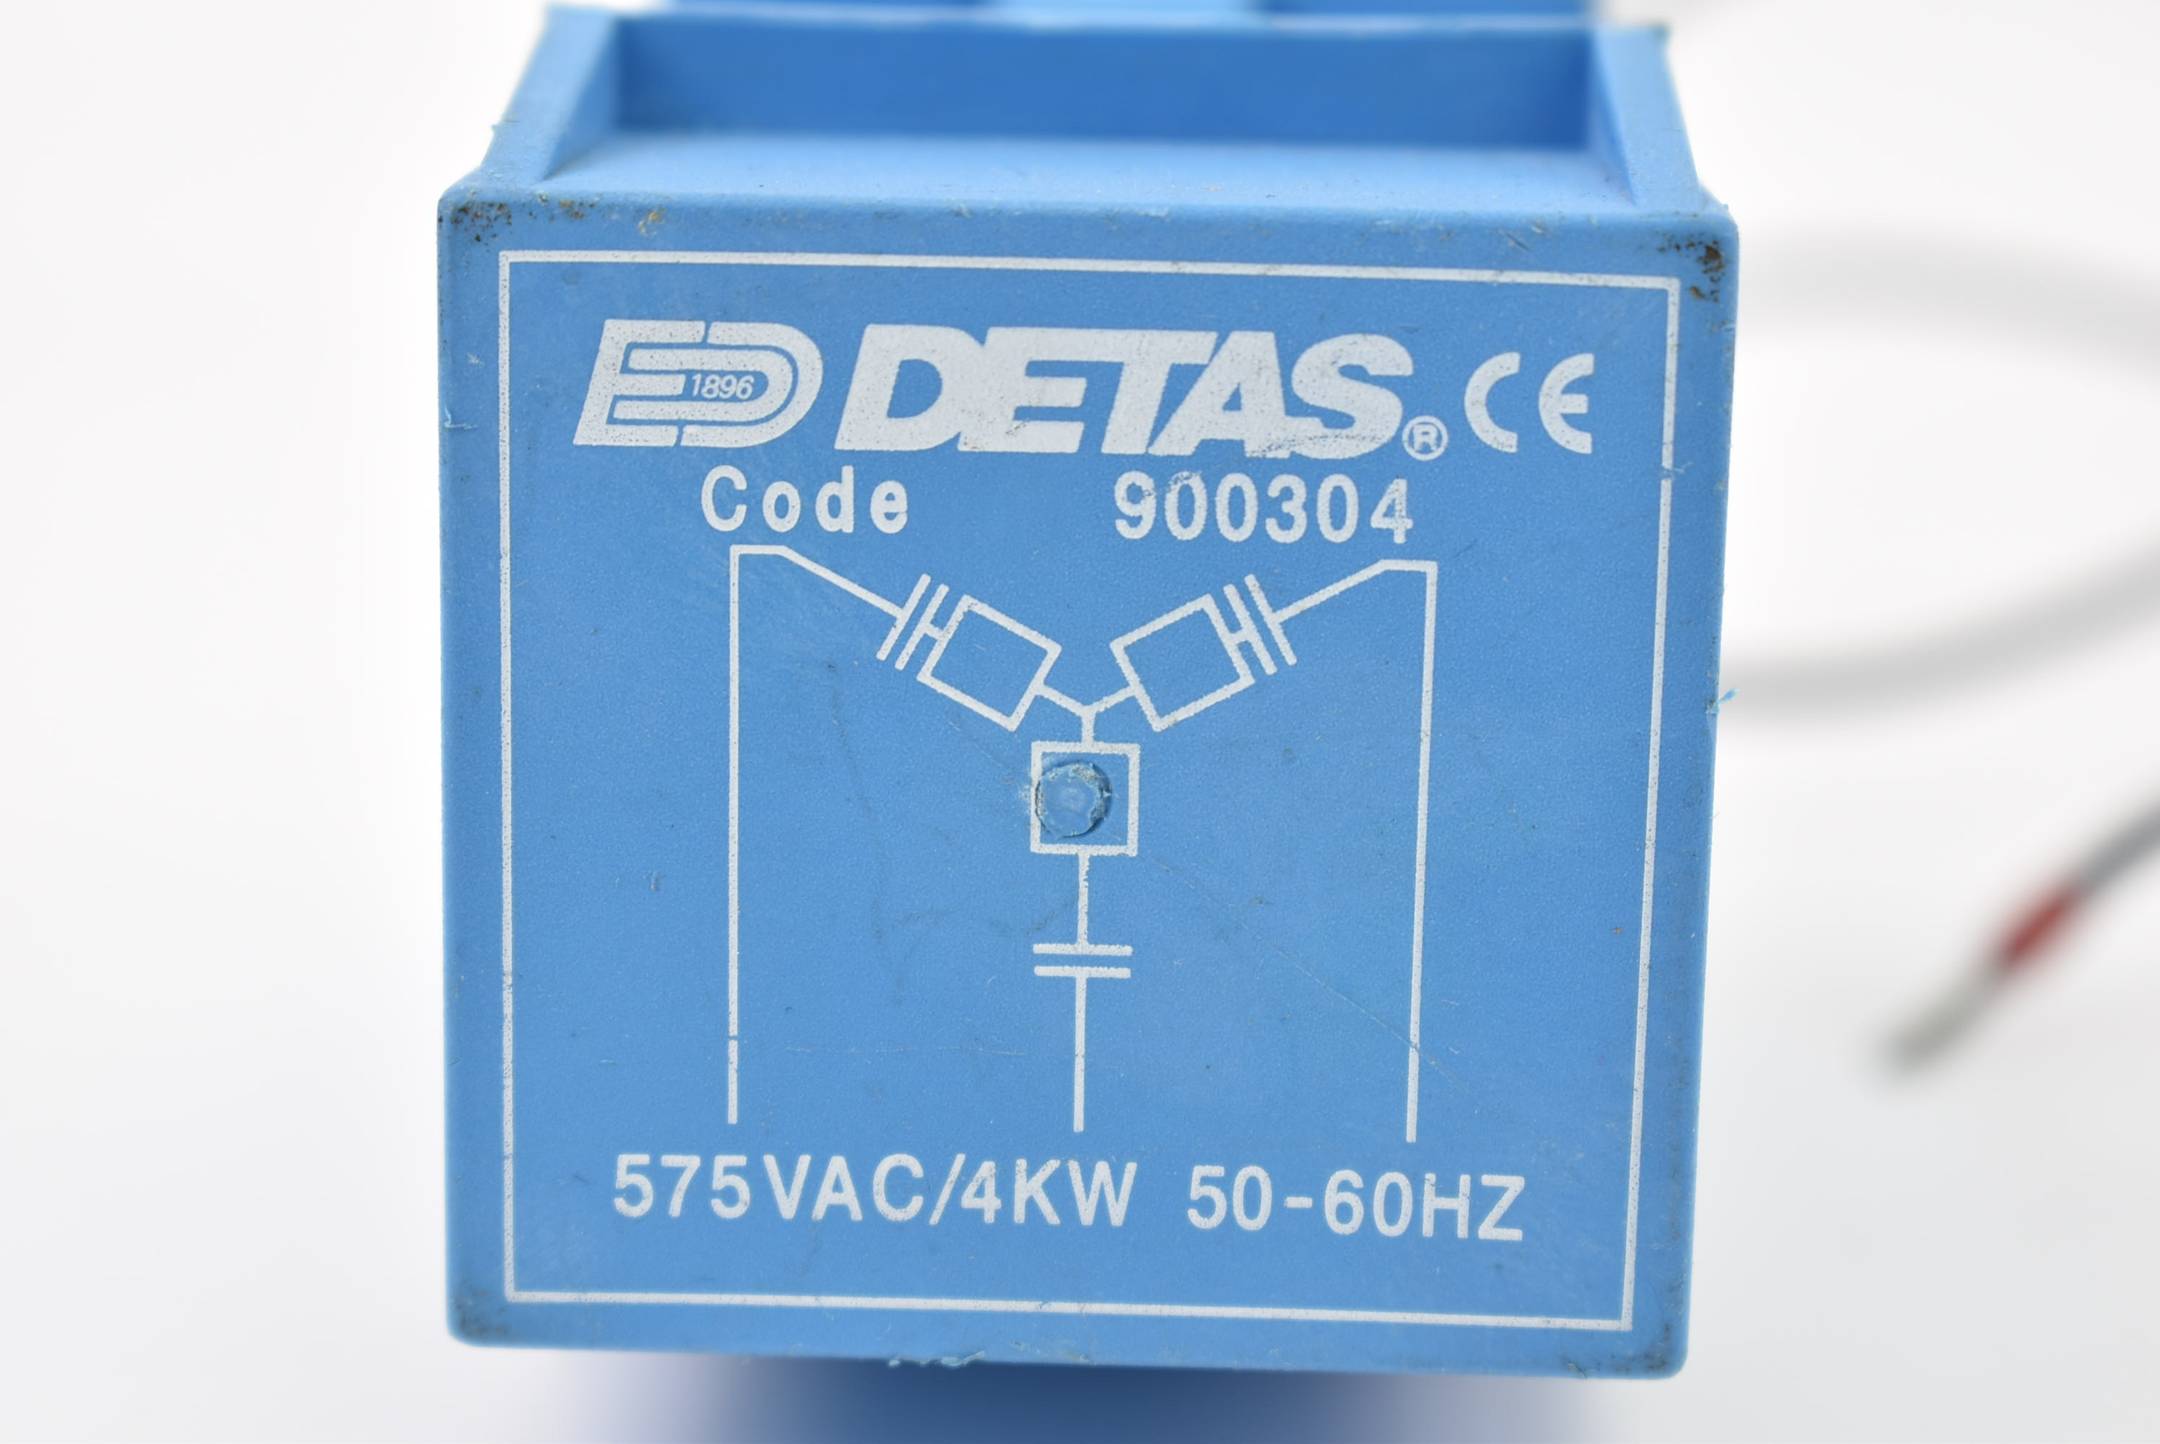 1896 DETAS® CE
Code 900304
575VAC/4KW 50-60HZ